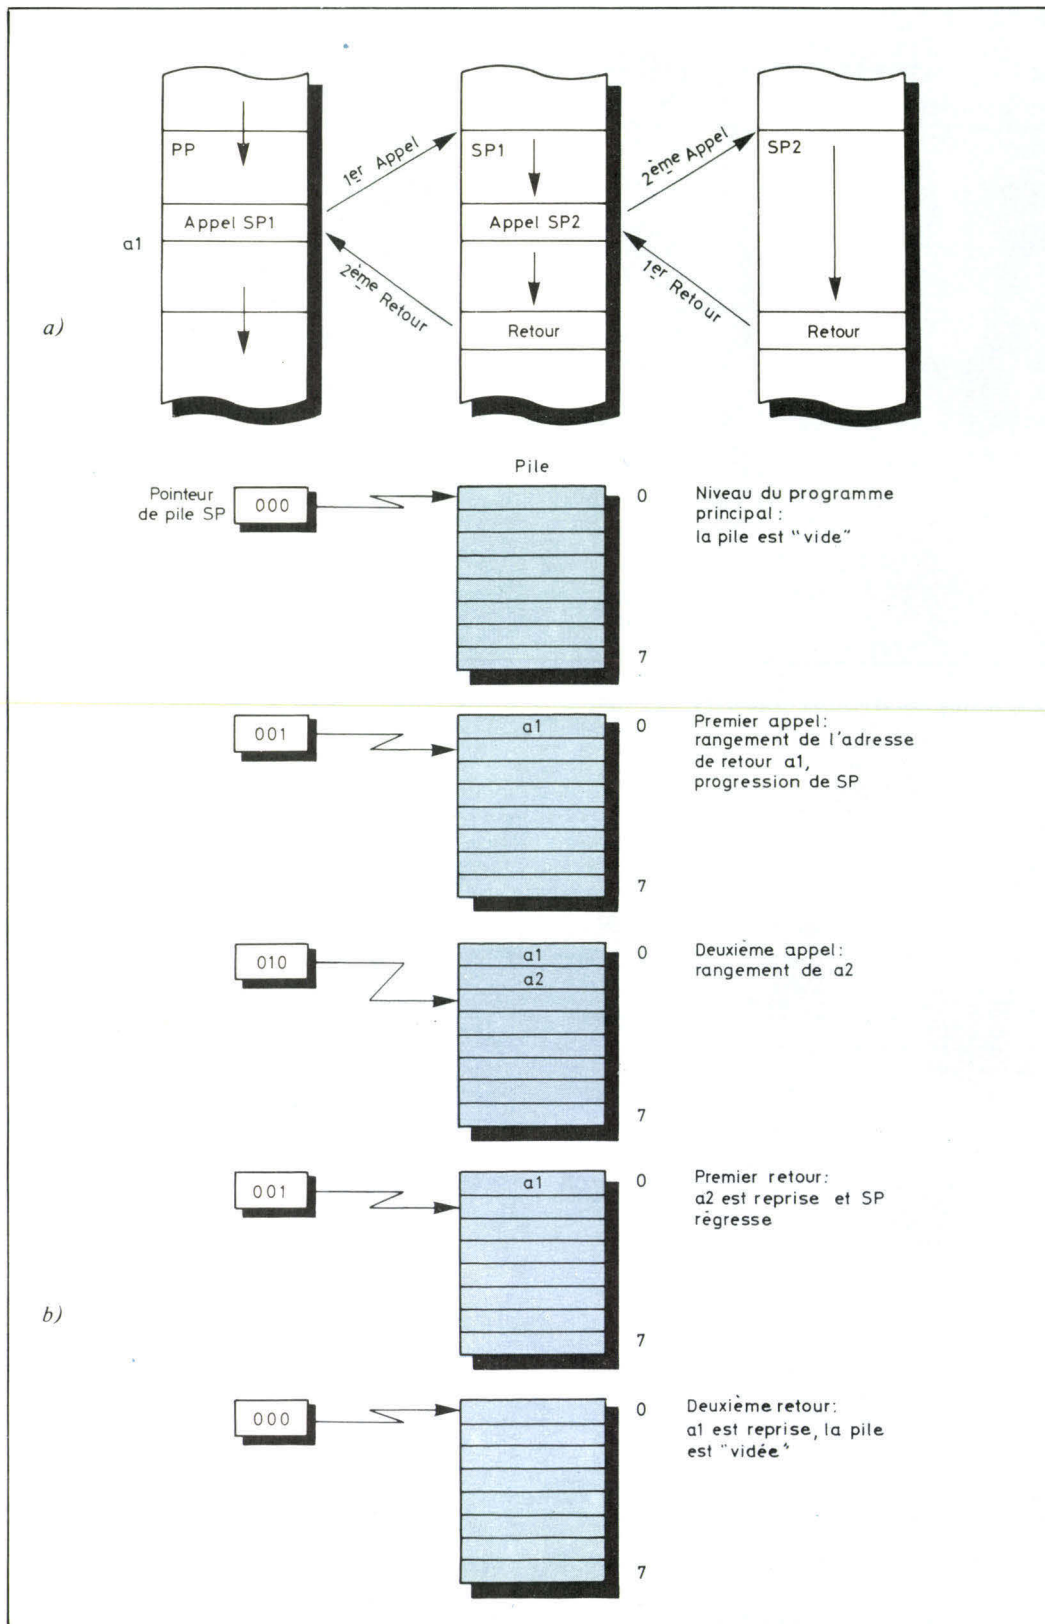 PP
SP1
SP2
1er Appel
2ème Appel
Appel SP1
Appel SP2
a1
2ème Retour
1er Retour
a)
Retour
Retour
Pile
Pointeur
de pile SP
000
0
7
Niveau du programme
principal :
la pile est "vide"
001
a1
0
7
Premier appel:
rangement de l'adresse
de retour a1,
progression de SP
010
a1
a2
0
7
Deuxième appel:
rangement de a2
001
a1
0
7
Premier retour:
a2 est reprise et SP
régresse
b)
000
0
7
Deuxième retour:
a1 est reprise, la pile
est "vidée"